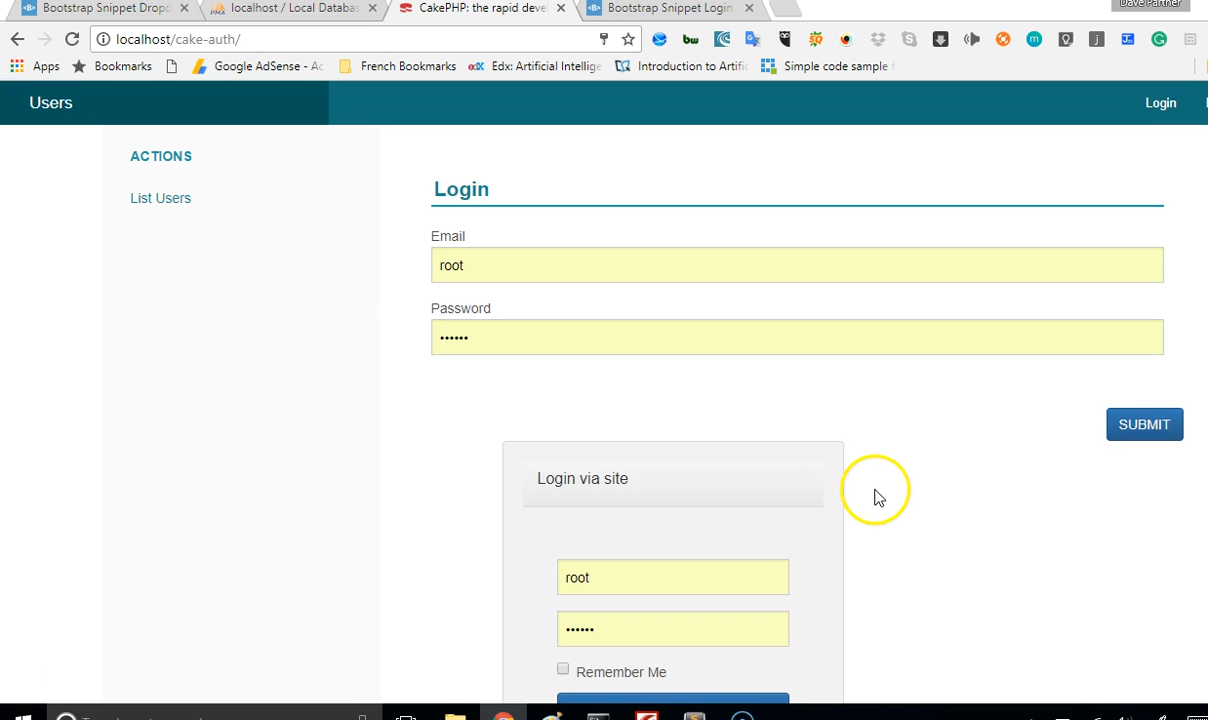 Bootstrap Snippet Dropd
localhost / Local Databas
CakePHP: the rapid deve
Bootstrap Snippet Login
Dave Partner
localhost/cake-auth/
Apps
Bookmarks
Google AdSense - Ac
French Bookmarks
Edx: Artificial Intellige
Introduction to Artific
Simple code sample
Users
Login
ACTIONS
List Users
Login
Email
root
Password
••••••
SUBMIT
Login via site
root
••••••
Remember Me